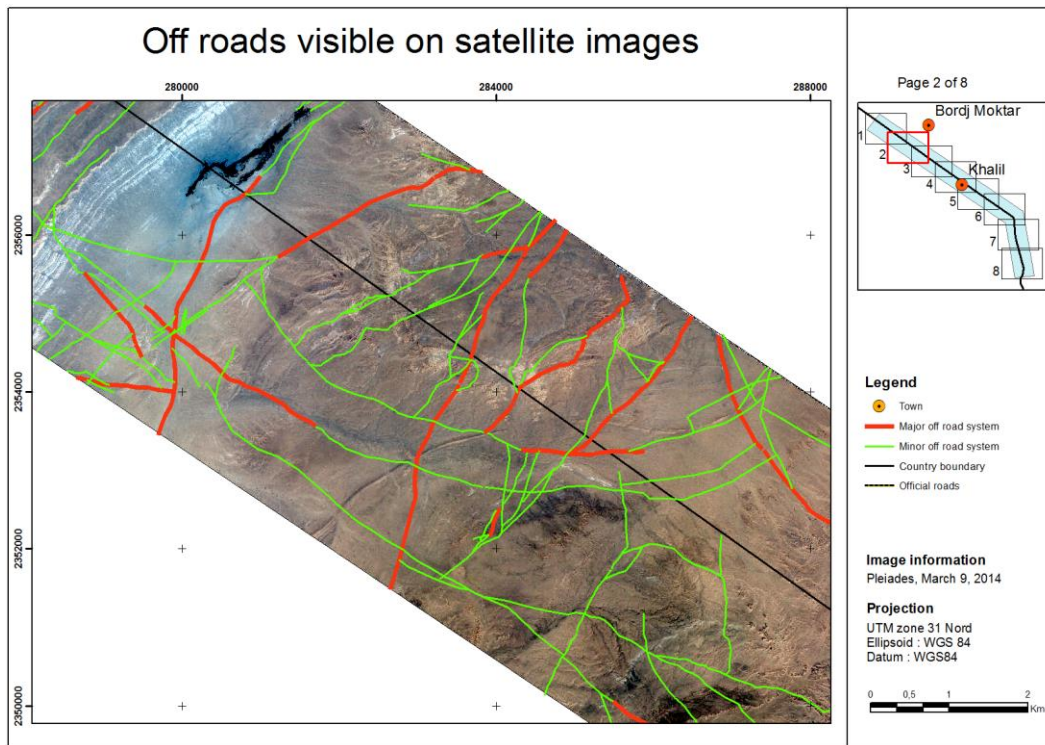 Off roads visible on satellite images
280000
284000
288000
2356000
2354000
2352000
2350000
Page 2 of 8
Bordj Moktar
1
2
3
Khalil
4
5
6
7
8
Legend
Town
Major off road system
Minor off road system
Country boundary
Official roads
Image information
Pleiades, March 9, 2014
Projection
UTM zone 31 Nord
Ellipsoid : WGS 84
Datum : WGS84
0 0,5 1 2
Km